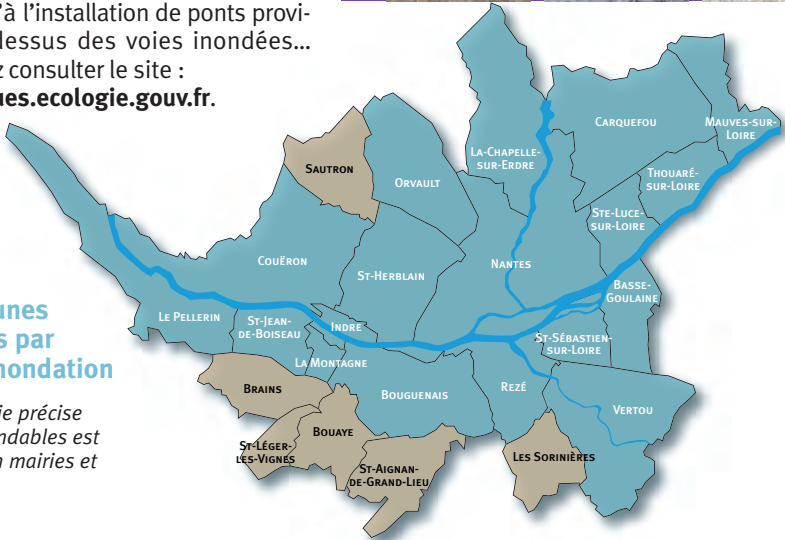 'à l'installation de ponts provi-
dessus des voies inondées…
z consulter le site :
ues.ecologie.gouv.fr.
Sautron
Orvault
La-Chapelle-
sur-Erdre
Carquefou
Mauves-sur-
Loire
Thouaré-
sur-Loire
Ste-Luce-
sur-Loire
Couëron
St-Herblain
Nantes
Basse-
Goulaine
Le Pellerin
St-Jean-
de-Boiseau
Indre
St-Sébastien-
sur-Loire
La Montagne
unes
s par
nondation
Brains
Bouguenais
Rezé
Vertou
ie précise
ndables est
n mairies et
St-Léger-
les-Vignes
Bouaye
St-Aignan-
de-Grand-Lieu
Les Sorinières